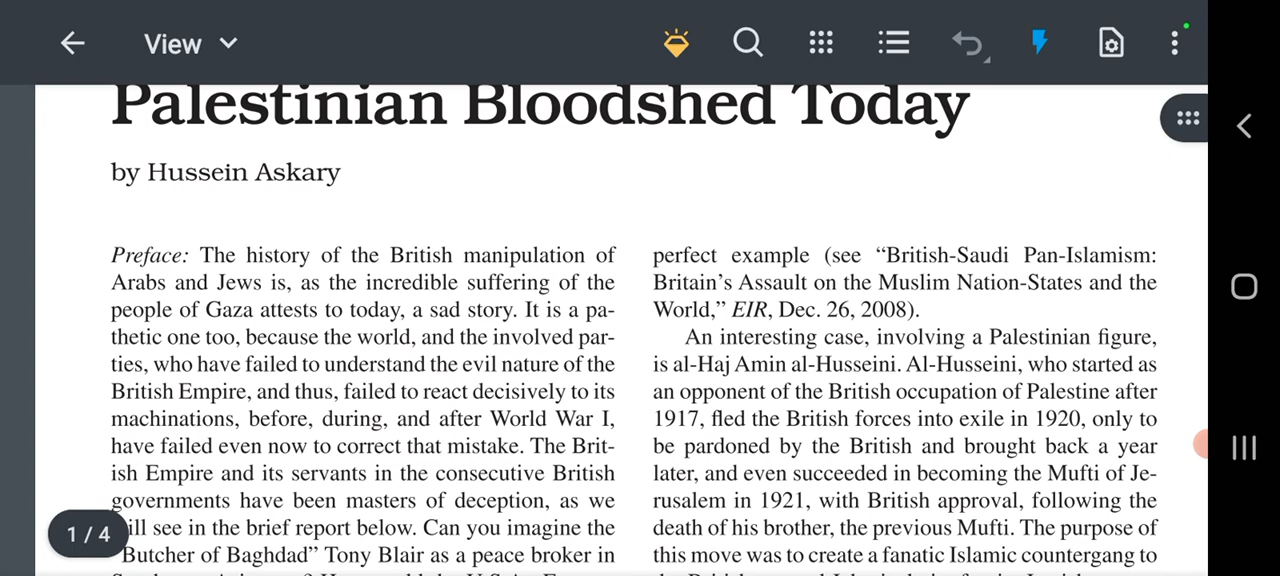 View
Palestinian Bloodshed Today
by Hussein Askary
Preface: The history of the British manipulation of
Arabs and Jews is, as the incredible suffering of the
people of Gaza attests to today, a sad story. It is a pa-
thetic one too, because the world, and the involved par-
ties, who have failed to understand the evil nature of the
British Empire, and thus, failed to react decisively to its
machinations, before, during, and after World War I,
have failed even now to correct that mistake. The Brit-
ish Empire and its servants in the consecutive British
governments have been masters of deception, as we
ill see in the brief report below. Can you imagine the
"Butcher of Baghdad” Tony Blair as a peace broker in
perfect example (see “British-Saudi Pan-Islamism:
Britain’s Assault on the Muslim Nation-States and the
World,” EIR, Dec. 26, 2008).
An interesting case, involving a Palestinian figure,
is al-Haj Amin al-Husseini. Al-Husseini, who started as
an opponent of the British occupation of Palestine after
1917, fled the British forces into exile in 1920, only to
be pardoned by the British and brought back a year
later, and even succeeded in becoming the Mufti of Je-
rusalem in 1921, with British approval, following the
death of his brother, the previous Mufti. The purpose of
this move was to create a fanatic Islamic countergang to
1 / 4